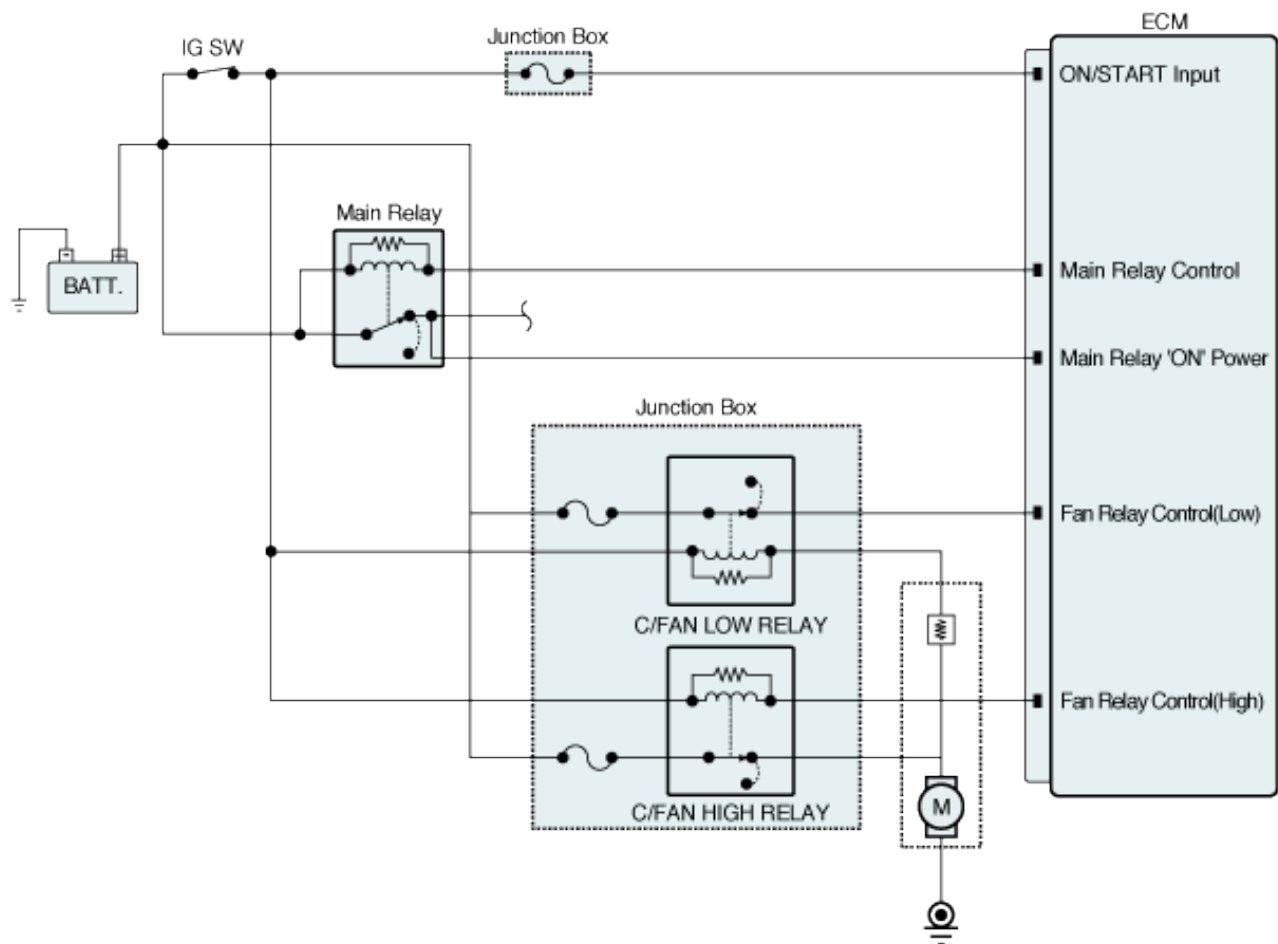 ECM
Junction Box
IG SW
ON/START Input
Main Relay
BATT.
Main Relay Control
Main Relay 'ON' Power
Junction Box
Fan Relay Control(Low)
C/FAN LOW RELAY
Fan Relay Control(High)
C/FAN HIGH RELAY
M